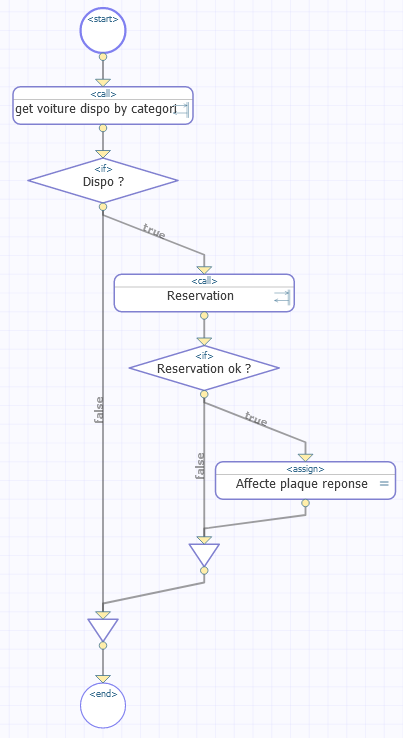 <start>
<call>
get voiture dispo by categori
<if>
Dispo ?
true
<call>
Reservation
<if>
Reservation ok ?
false
true
false
<assign>
Affecte plaque reponse
=
<end>